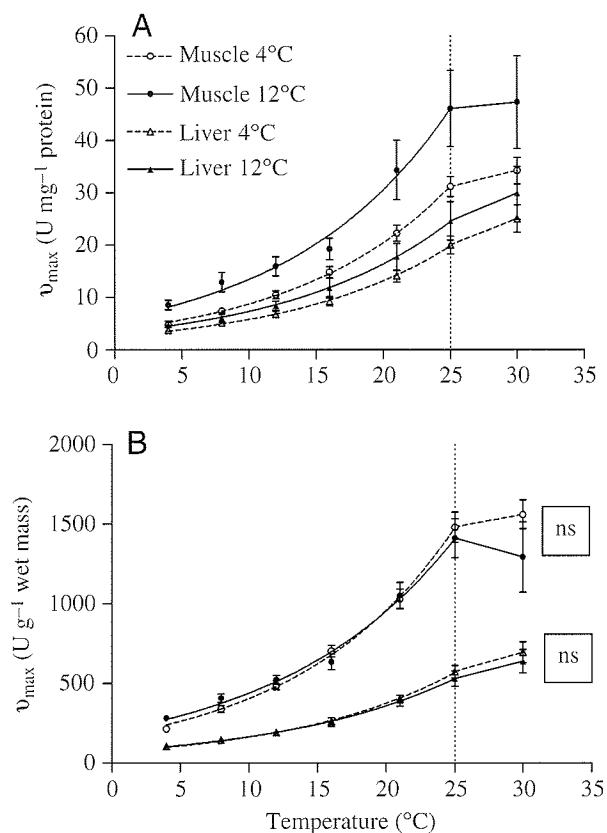 A
Muscle 4°C
Muscle 12°C
Liver 4°C
Liver 12°C
υmax (U mg−1 protein)
60
50
40
30
20
10
0
0 5 10 15 20 25 30 35
B
υmax (U g−1 wet mass)
2000
1500
1000
500
0
ns
ns
0 5 10 15 20 25 30 35
Temperature (°C)